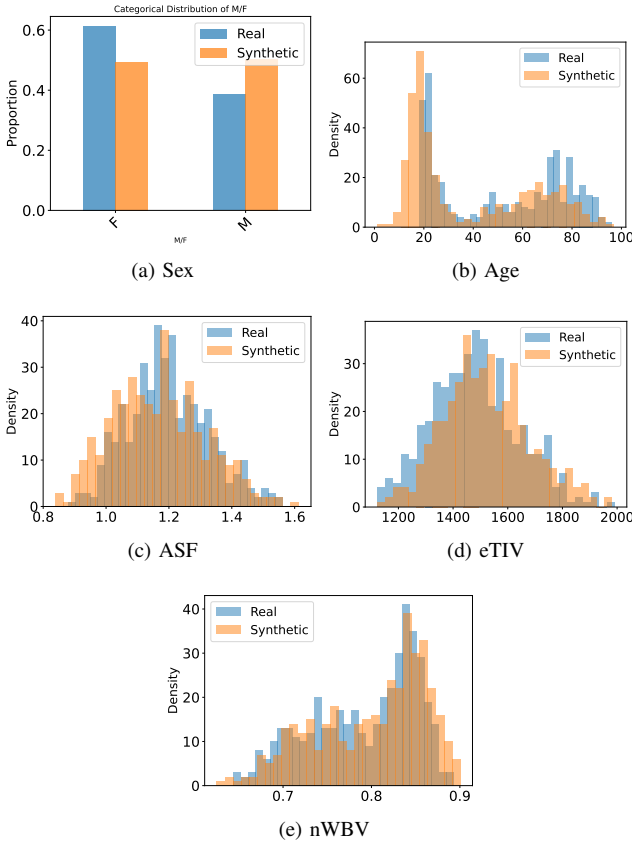 Categorical Distribution of M/F
Real
Synthetic
Proportion
0.6
0.4
0.2
0.0
F
M
M/F
(a) Sex
Real
Synthetic
Density
60
40
20
0
0 20 40 60 80 100
(b) Age
Real
Synthetic
Density
40
30
20
10
0
0.8 1.0 1.2 1.4 1.6
(c) ASF
Real
Synthetic
Density
30
20
10
0
1200 1400 1600 1800 2000
(d) eTIV
Real
Synthetic
Density
40
30
20
10
0
0.7 0.8 0.9
(e) nWBV